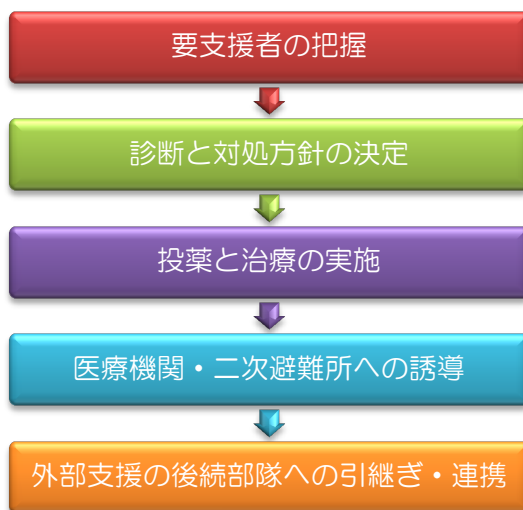 要支援者の把握
診断と対処方針の決定
投薬と治療の実施
医療機関・二次避難所への誘導
外部支援の後続部隊への引継ぎ・連携